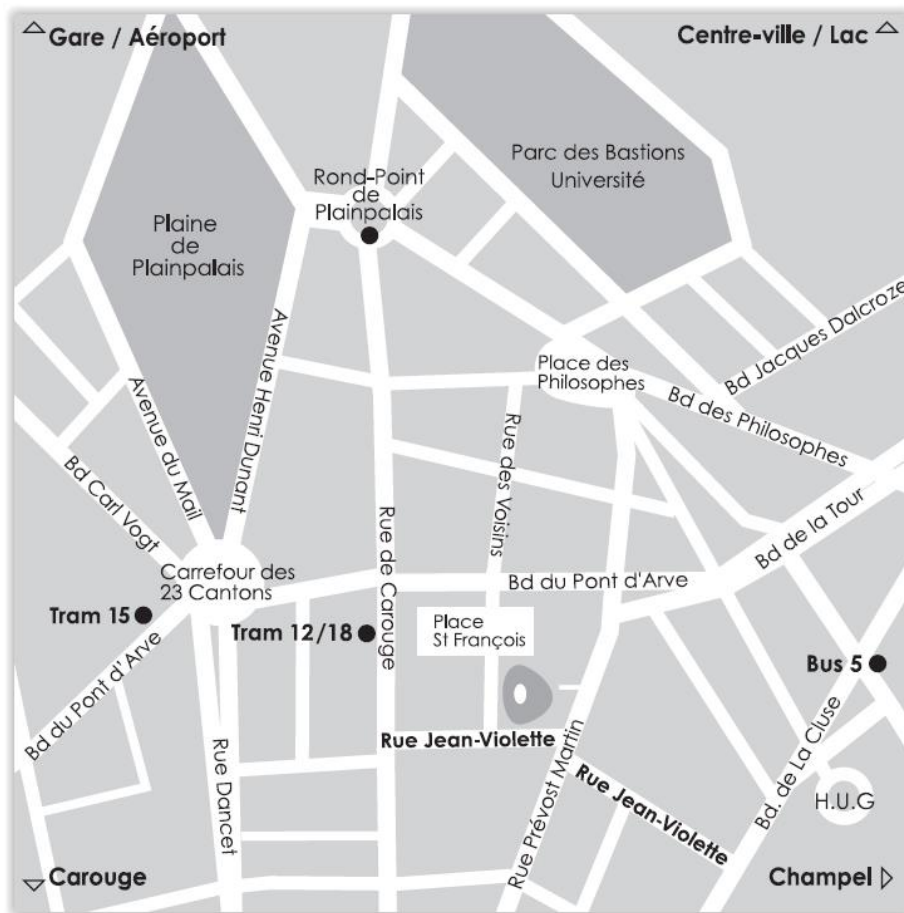 Gare / Aéroport
Centre-ville / Lac
Parc des Bastions
Université
Rond-Point
de
Plainpalais
Plaine
de
Plainpalais
Bd Jacques Dalcroze
Avenue Henri Dunant
Place des
Philosophes
Bd des Philosophes
Avenue du Mail
Rue des Voisins
Bd Carl Vogt
Rue de Carouge
Bd de la Tour
Carrefour des
23 Cantons
Bd du Pont d'Arve
Tram 15
Tram 12/18
Place
St François
Bus 5
Bd du Pont d'Arve
Rue Jean-Violette
Rue Dancet
Rue Prévost Martin
Rue Jean-Violette
Bd. de La Cluse
H.U.G
Carouge
Champel